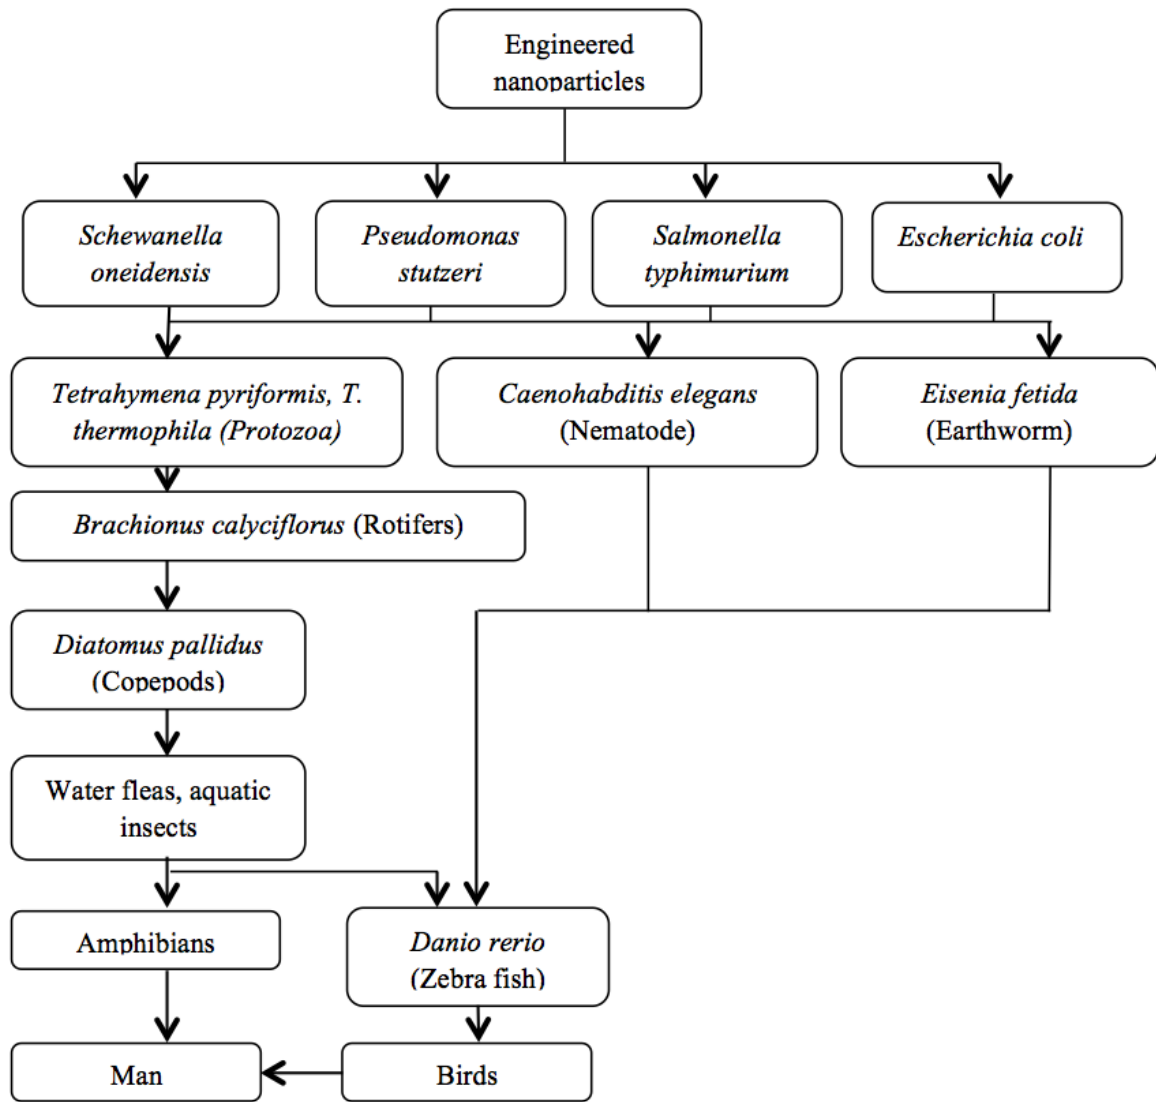 Engineered
nanoparticles
Schewanella
oneidensis
Pseudomonas
stutzeri
Salmonella
typhimurium
Escherichia coli
Tetrahymena pyriformis, T.
thermophila (Protozoa)
Caenohabditis elegans
(Nematode)
Eisenia fetida
(Earthworm)
Brachionus calyciflorus (Rotifers)
Diatomus pallidus
(Copepods)
Water fleas, aquatic
insects
Amphibians
Danio rerio
(Zebra fish)
Man
Birds